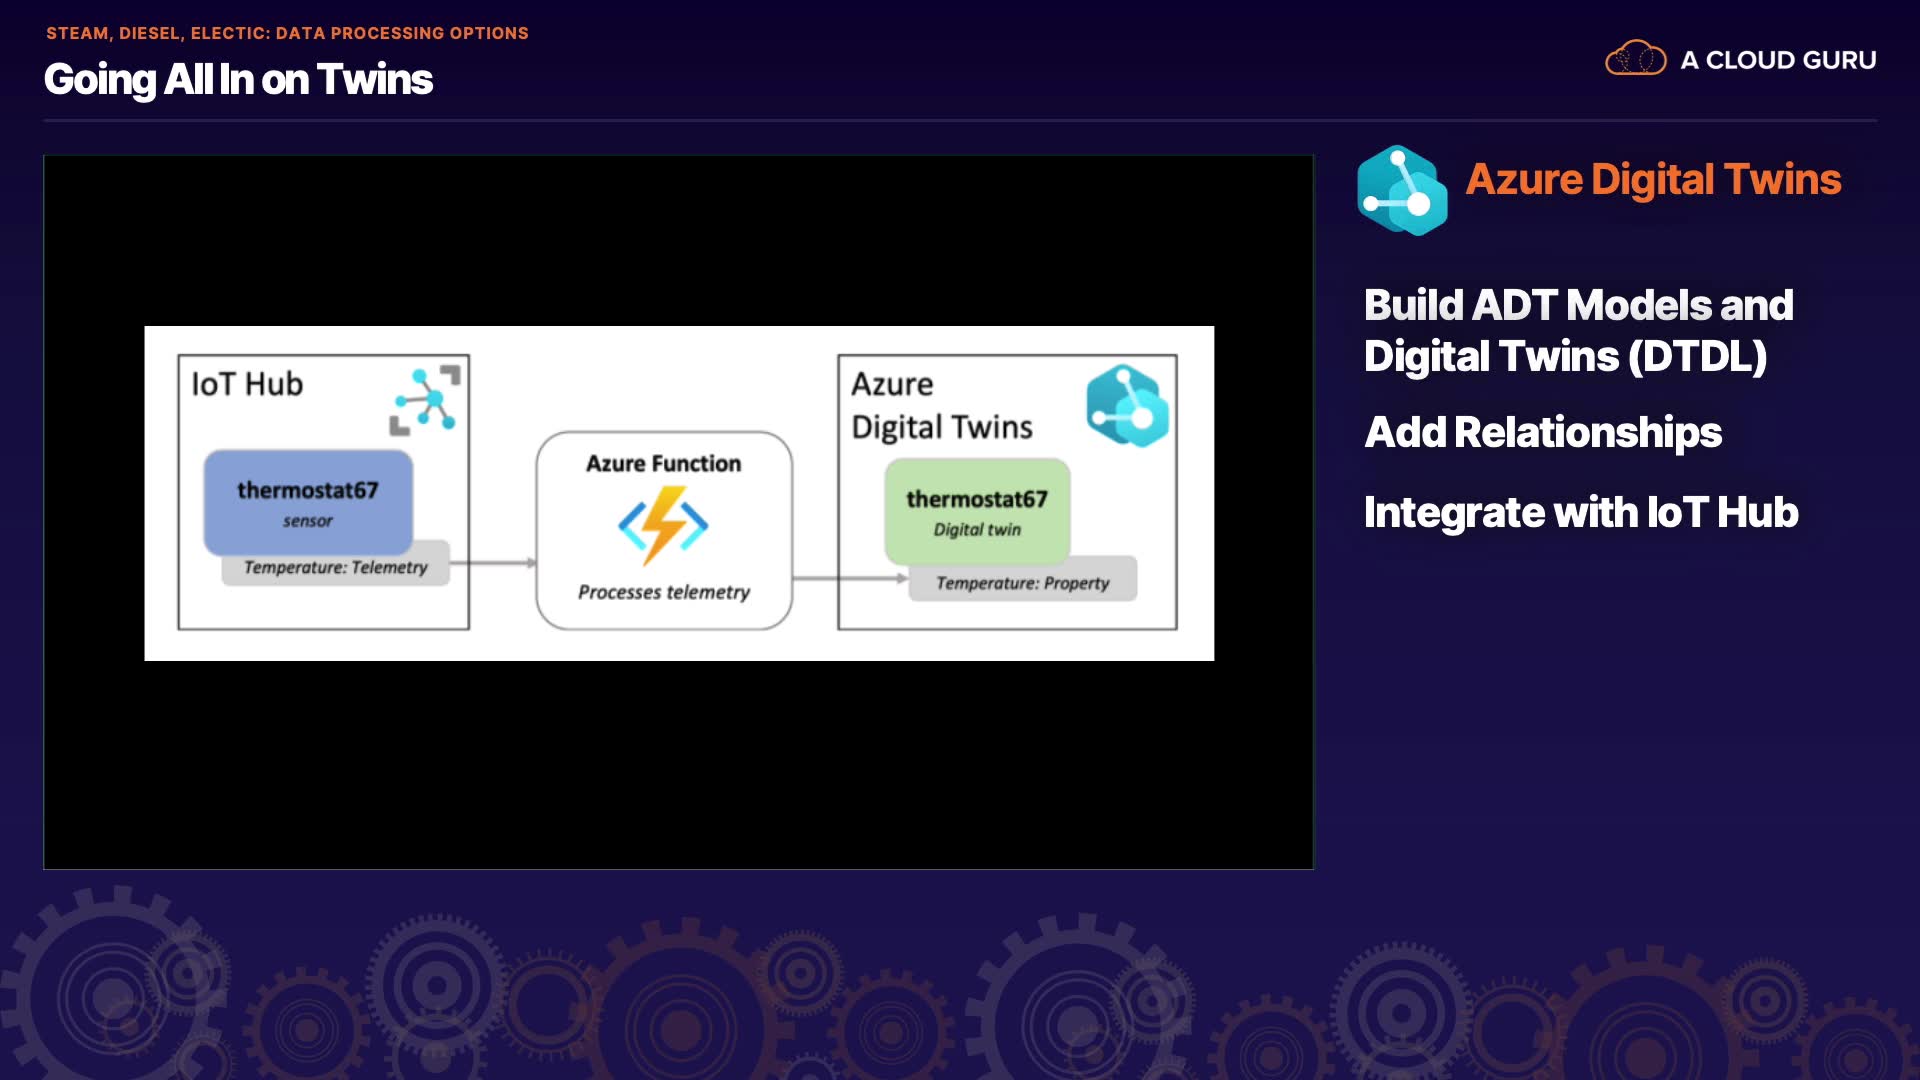 STEAM, DIESEL, ELECTIC: DATA PROCESSING OPTIONS
Going All In on Twins
A CLOUD GURU
IoT Hub
thermostat67
sensor
Temperature: Telemetry
Azure Function
Processes telemetry
Azure
Digital Twins
thermostat67
Digital twin
Temperature: Property
Azure Digital Twins
Build ADT Models and
Digital Twins (DTDL)
Add Relationships
Integrate with IoT Hub